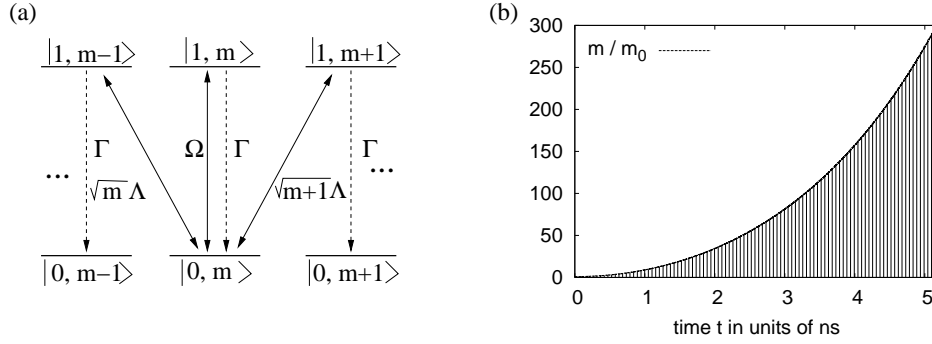 (a)
|1, m−1> |1, m> |1, m+1>
Γ Ω Γ Γ
... √m Λ √m+1 Λ ...
|0, m−1> |0, m> |0, m+1>
(b)
300
250
200
150
100
50
0
m / m0
0 1 2 3 4 5
time t in units of ns